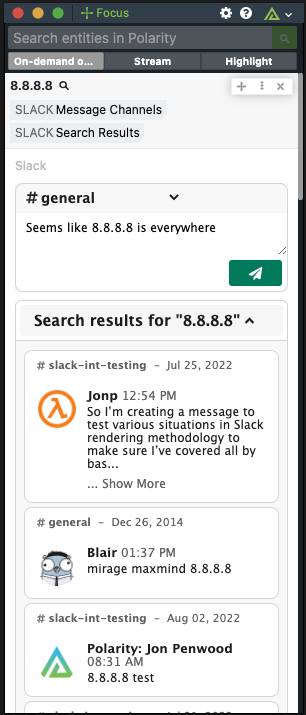 Focus
Search entities in Polarity
On-demand o... Stream Highlight
8.8.8.8
SLACK Message Channels
SLACK Search Results
Slack
# general
Seems like 8.8.8.8 is everywhere
Search results for "8.8.8.8"
# slack-int-testing - Jul 25, 2022
Jonp 12:54 PM
So I'm creating a message to
test various situations in Slack
rendering methodology to
make sure I've covered all by
bas...
... Show More
# general - Dec 26, 2014
Blair 01:37 PM
mirage maxmind 8.8.8.8
# slack-int-testing - Aug 02, 2022
Polarity: Jon Penwood
08:31 AM
8.8.8.8 test